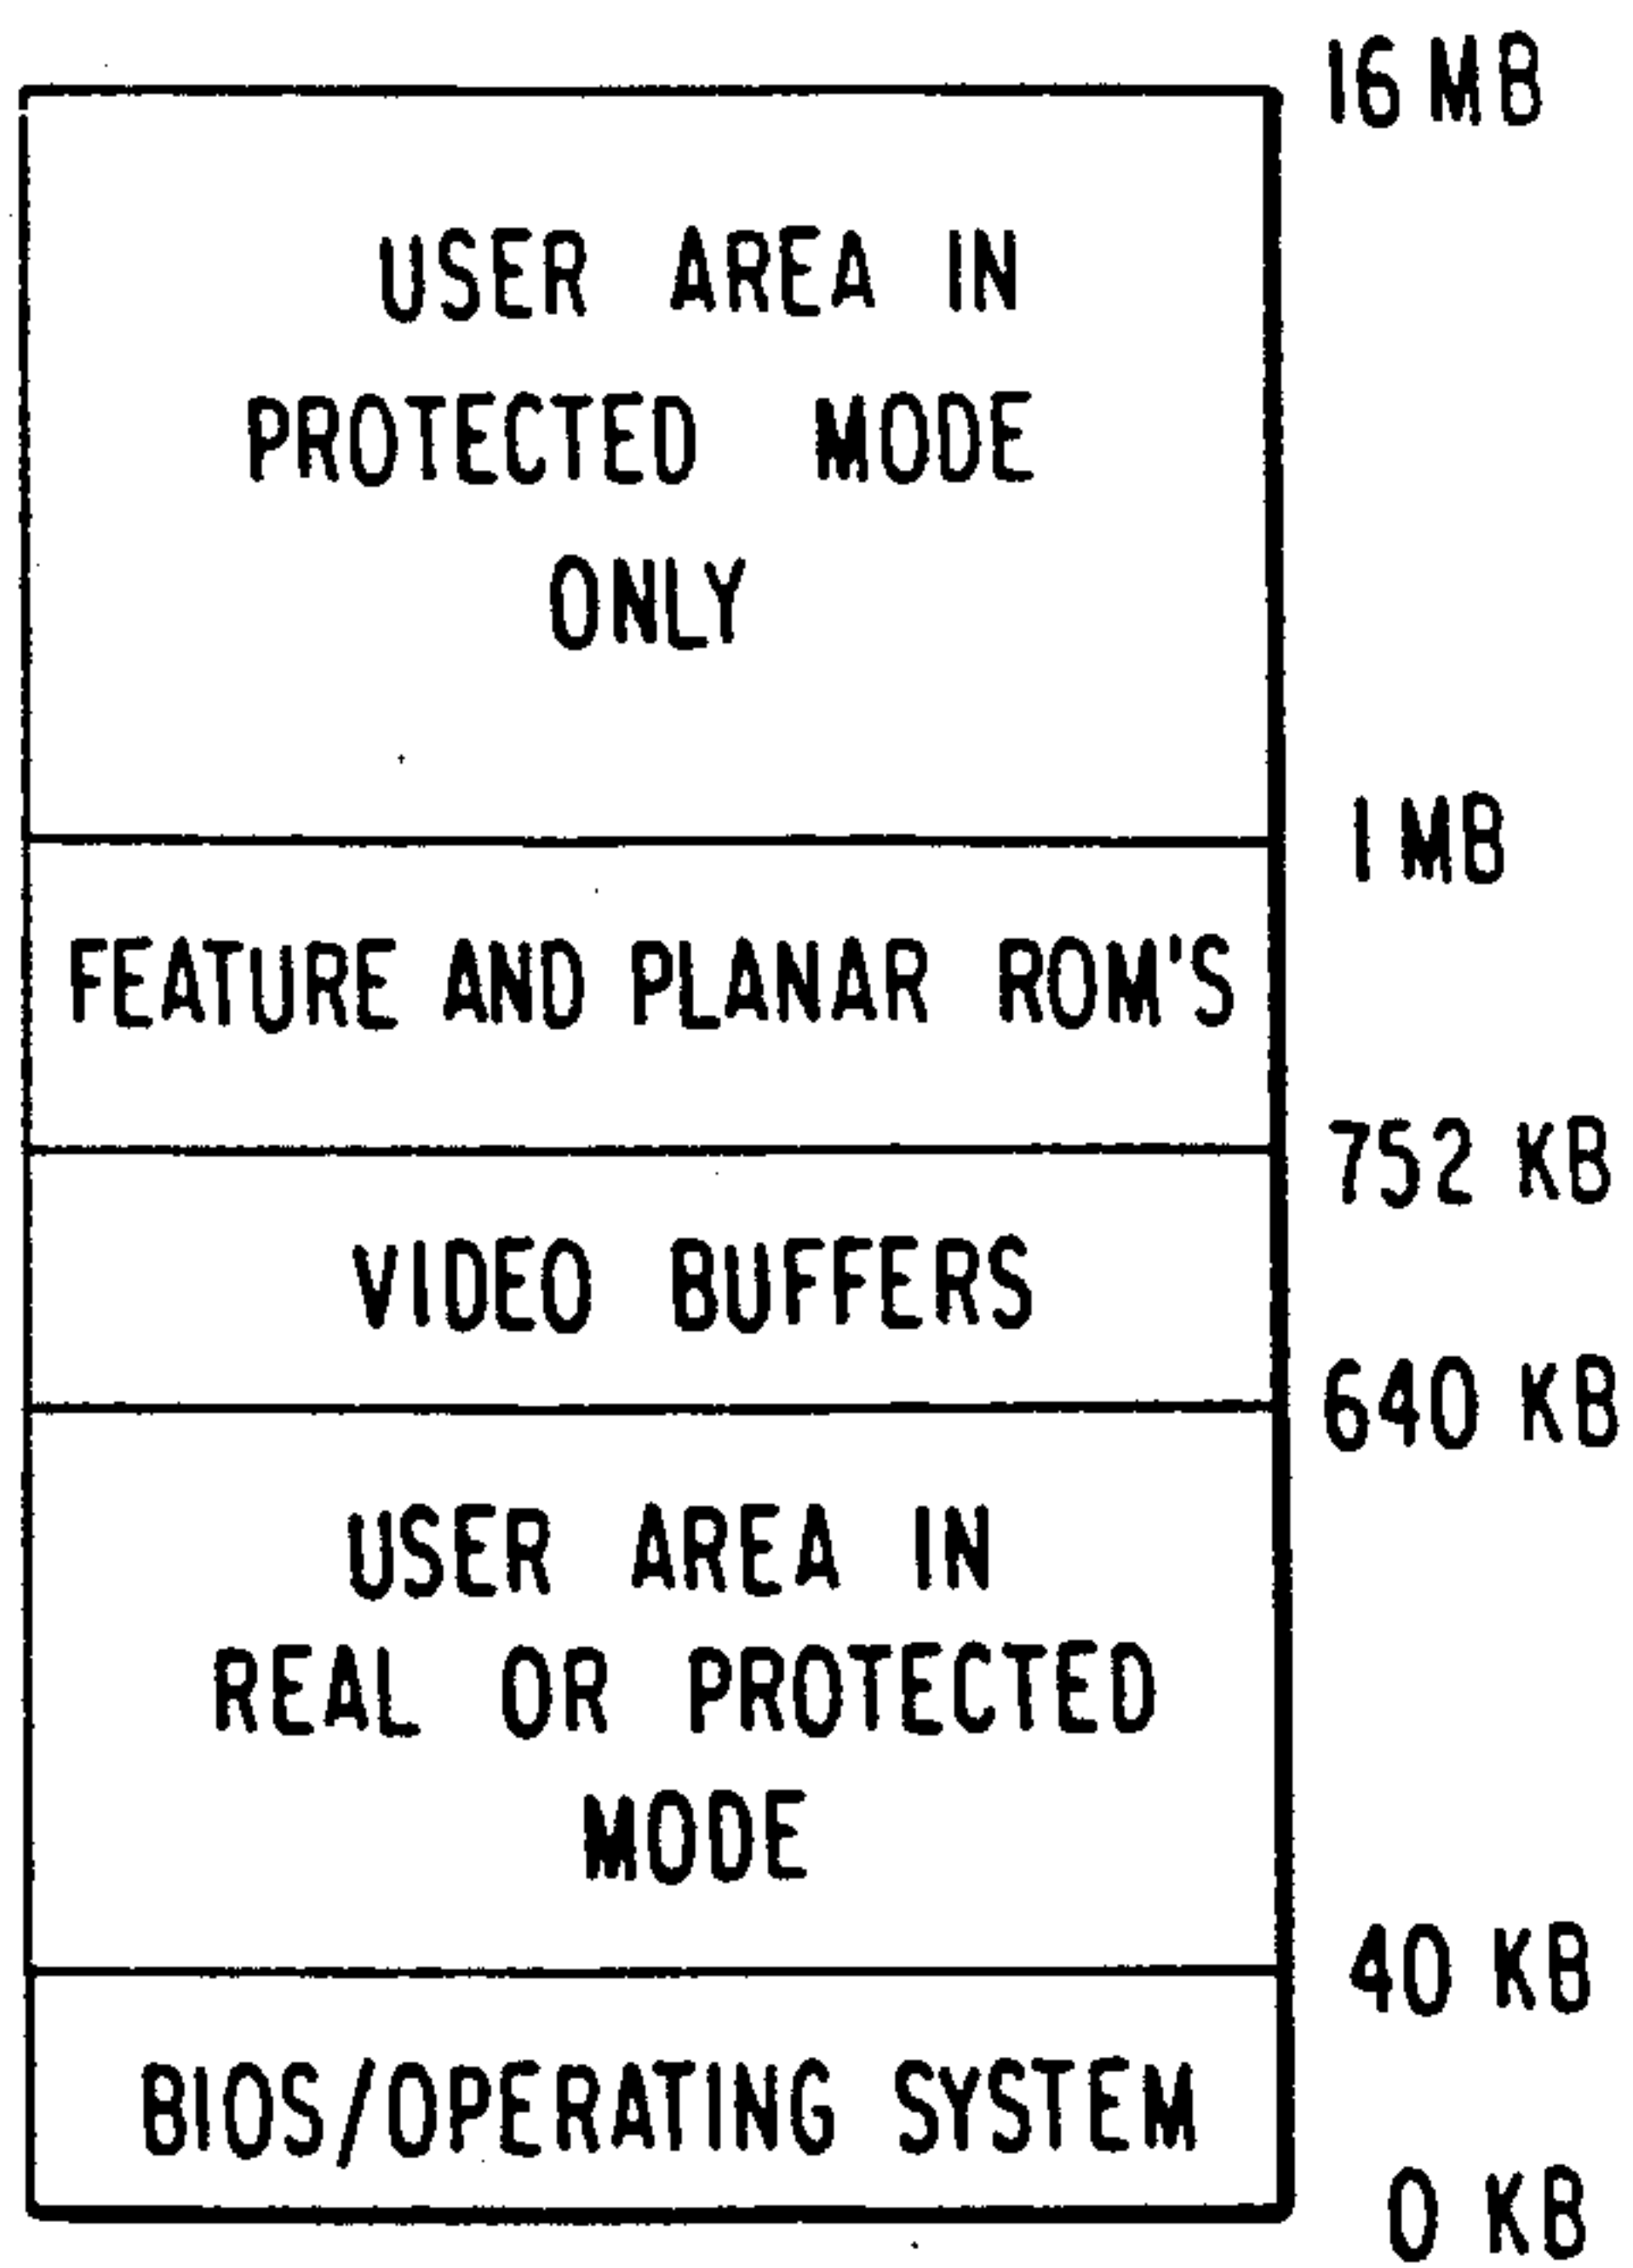 16 MB
USER AREA IN
PROTECTED MODE
ONLY
1 MB
FEATURE AND PLANAR ROM'S
752 KB
VIDEO BUFFERS
640 KB
USER AREA IN
REAL OR PROTECTED
MODE
40 KB
BIOS/OPERATING SYSTEM
0 KB